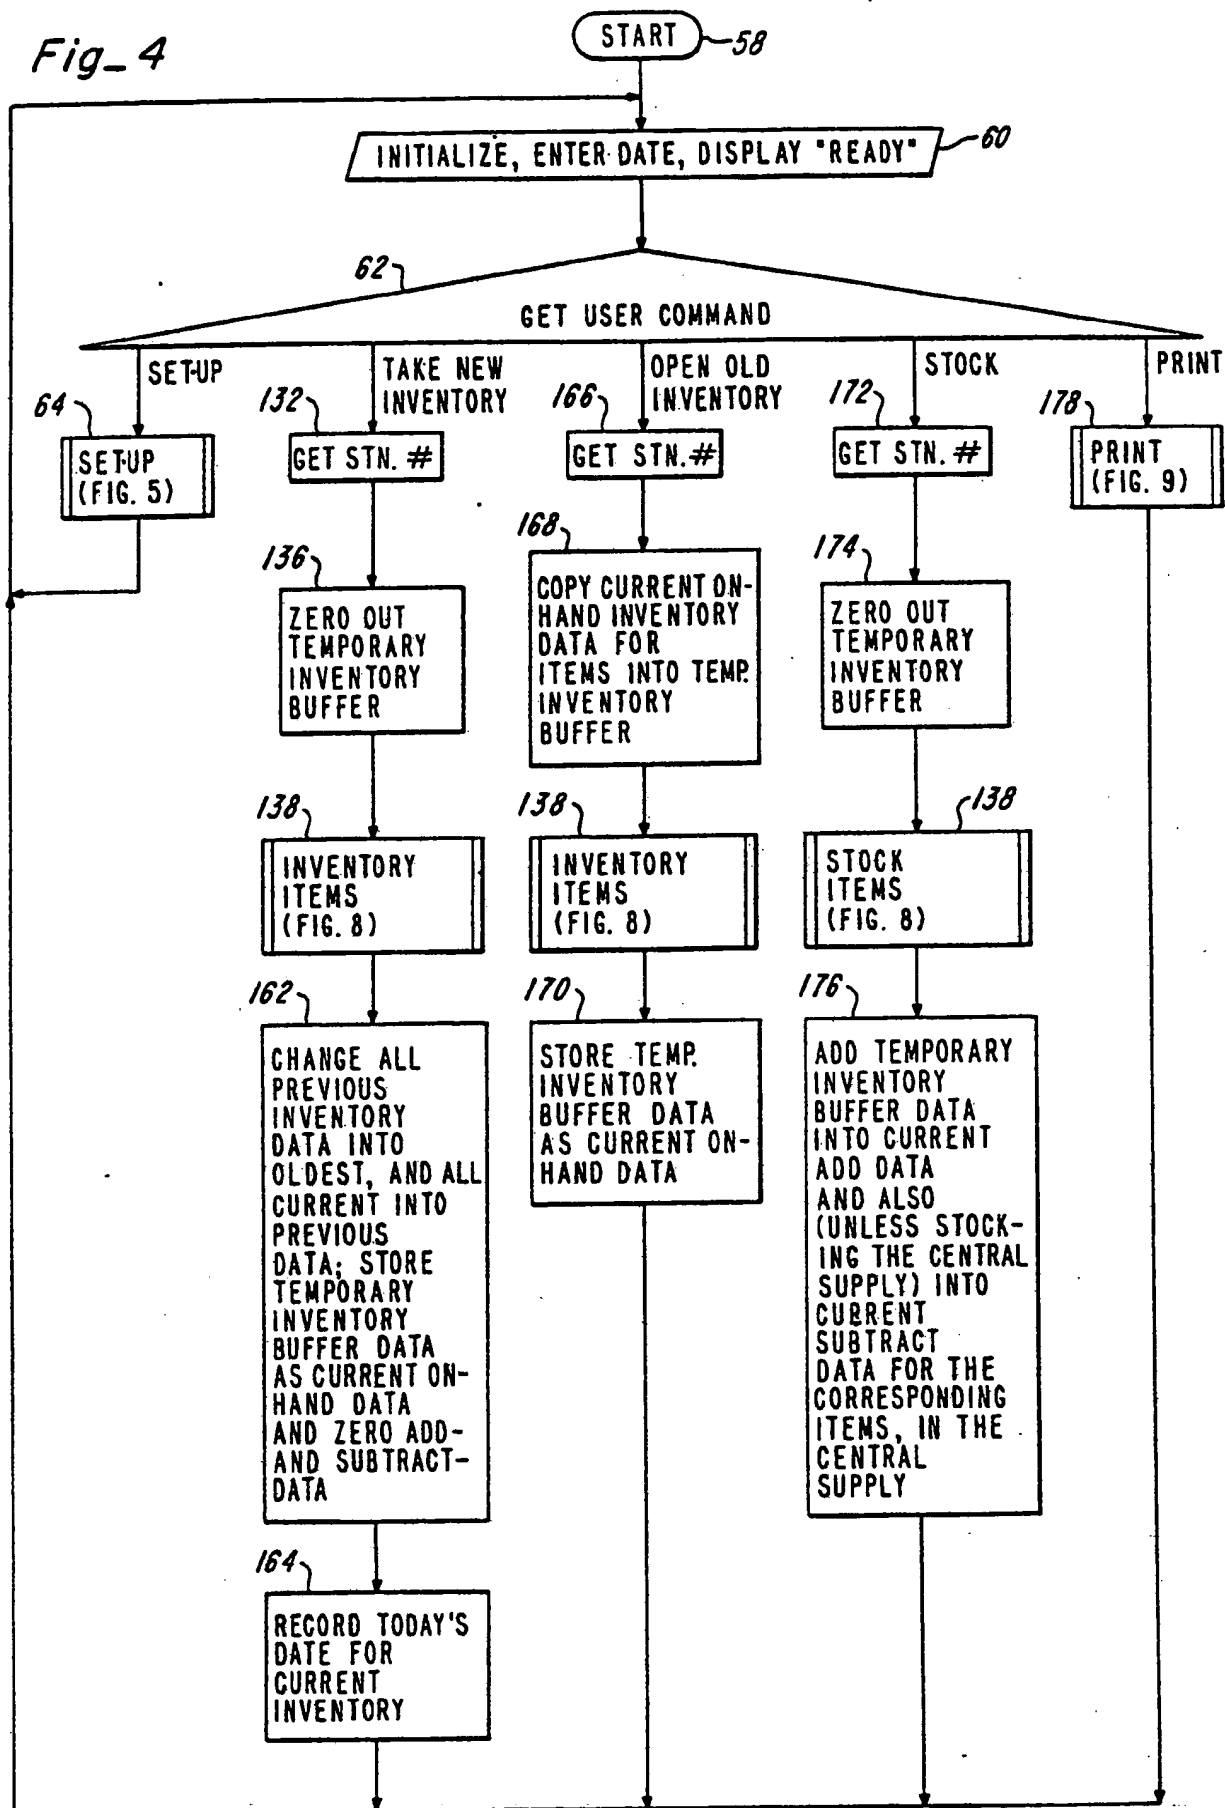 Fig_4
START
58
INITIALIZE, ENTER DATE, DISPLAY "READY"
60
62
GET USER COMMAND
SET-UP
64
SET-UP
(FIG. 5)
TAKE NEW
INVENTORY
132
GET STN. #
136
ZERO OUT
TEMPORARY
INVENTORY
BUFFER
138
INVENTORY
ITEMS
(FIG. 8)
162
CHANGE ALL
PREVIOUS
INVENTORY
DATA INTO
OLDEST, AND ALL
CURRENT INTO
PREVIOUS
DATA; STORE
TEMPORARY
INVENTORY
BUFFER DATA
AS CURRENT ON-
HAND DATA
AND ZERO ADD-
AND SUBTRACT-
DATA
164
RECORD TODAY'S
DATE FOR
CURRENT
INVENTORY
OPEN OLD
INVENTORY
166
GET STN. #
168
COPY CURRENT ON-
HAND INVENTORY
DATA FOR
ITEMS INTO TEMP.
INVENTORY
BUFFER
138
INVENTORY
ITEMS
(FIG. 8)
170
STORE TEMP.
INVENTORY
BUFFER DATA
AS CURRENT ON-
HAND DATA
STOCK
172
GET STN. #
174
ZERO OUT
TEMPORARY
INVENTORY
BUFFER
138
STOCK
ITEMS
(FIG. 8)
176
ADD TEMPORARY
INVENTORY
BUFFER DATA
INTO CURRENT
ADD DATA
AND ALSO
(UNLESS STOCK-
ING THE CENTRAL
SUPPLY) INTO
CURRENT
SUBTRACT
DATA FOR THE
CORRESPONDING
ITEMS, IN THE
CENTRAL
SUPPLY
PRINT
178
PRINT
(FIG. 9)